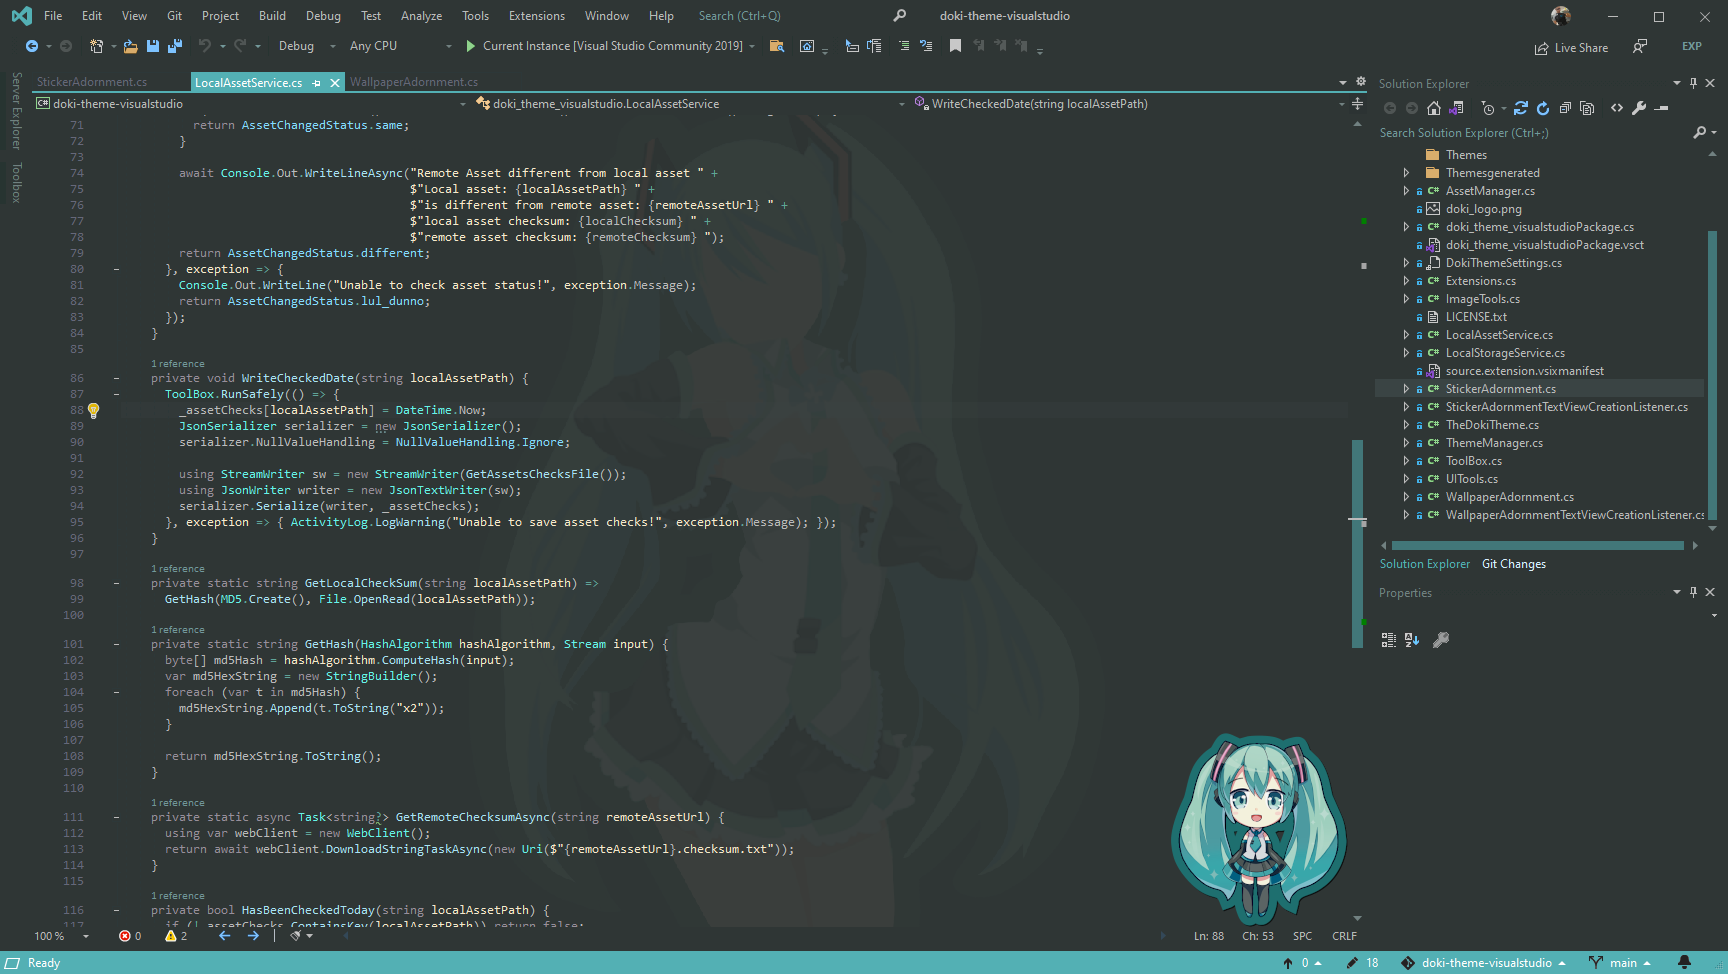 File Edit View Git Project Build Debug Test Analyze Tools Extensions Window Help Search (Ctrl+Q) doki-theme-visualstudio
Debug Any CPU Current Instance [Visual Studio Community 2019] Live Share EXP
Server Explorer
Toolbox
StickerAdornment.cs LocalAssetService.cs WallpaperAdornment.cs
doki-theme-visualstudio doki_theme_visualstudio.LocalAssetService WriteCheckedDate(string localAssetPath)
71 return AssetChangedStatus.same;
72 }
73
74 await Console.Out.WriteLineAsync("Remote Asset different from local asset " +
75 $"Local asset: {localAssetPath} " +
76 $"is different from remote asset: {remoteAssetUrl} " +
77 $"local asset checksum: {localChecksum} " +
78 $"remote asset checksum: {remoteChecksum} ");
79 return AssetChangedStatus.different;
80 }, exception => {
81 Console.Out.WriteLine("Unable to check asset status!", exception.Message);
82 return AssetChangedStatus.lul_dunno;
83 });
84 }
85
1 reference
86 private void WriteCheckedDate(string localAssetPath) {
87 ToolBox.RunSafely(() => {
88 _assetChecks[localAssetPath] = DateTime.Now;
89 JsonSerializer serializer = new JsonSerializer();
90 serializer.NullValueHandling = NullValueHandling.Ignore;
91
92 using StreamWriter sw = new StreamWriter(GetAssetsChecksFile());
93 using JsonWriter writer = new JsonTextWriter(sw);
94 serializer.Serialize(writer, _assetChecks);
95 }, exception => { ActivityLog.LogWarning("Unable to save asset checks!", exception.Message); });
96 }
97
1 reference
98 private static string GetLocalCheckSum(string localAssetPath) =>
99 GetHash(MD5.Create(), File.OpenRead(localAssetPath));
100
1 reference
101 private static string GetHash(HashAlgorithm hashAlgorithm, Stream input) {
102 byte[] md5Hash = hashAlgorithm.ComputeHash(input);
103 var md5HexString = new StringBuilder();
104 foreach (var t in md5Hash) {
105 md5HexString.Append(t.ToString("x2"));
106 }
107
108 return md5HexString.ToString();
109 }
110
1 reference
111 private static async Task<string?> GetRemoteChecksumAsync(string remoteAssetUrl) {
112 using var webClient = new WebClient();
113 return await webClient.DownloadStringTaskAsync(new Uri($"{remoteAssetUrl}.checksum.txt"));
114 }
115
1 reference
116 private bool HasBeenCheckedToday(string localAssetPath) {
117 if (!_assetChecks.ContainsKey(localAssetPath)) return false;
100 % 0 2 Ln: 88 Ch: 53 SPC CRLF
Solution Explorer
Search Solution Explorer (Ctrl+;)
Themes
Themesgenerated
AssetManager.cs
doki_logo.png
doki_theme_visualstudioPackage.cs
doki_theme_visualstudioPackage.vsct
DokiThemeSettings.cs
Extensions.cs
ImageTools.cs
LICENSE.txt
LocalAssetService.cs
LocalStorageService.cs
source.extension.vsixmanifest
StickerAdornment.cs
StickerAdornmentTextViewCreationListener.cs
TheDokiTheme.cs
ThemeManager.cs
ToolBox.cs
UITools.cs
WallpaperAdornment.cs
WallpaperAdornmentTextViewCreationListener.cs
Solution Explorer Git Changes
Properties
Ready 0 18 doki-theme-visualstudio main